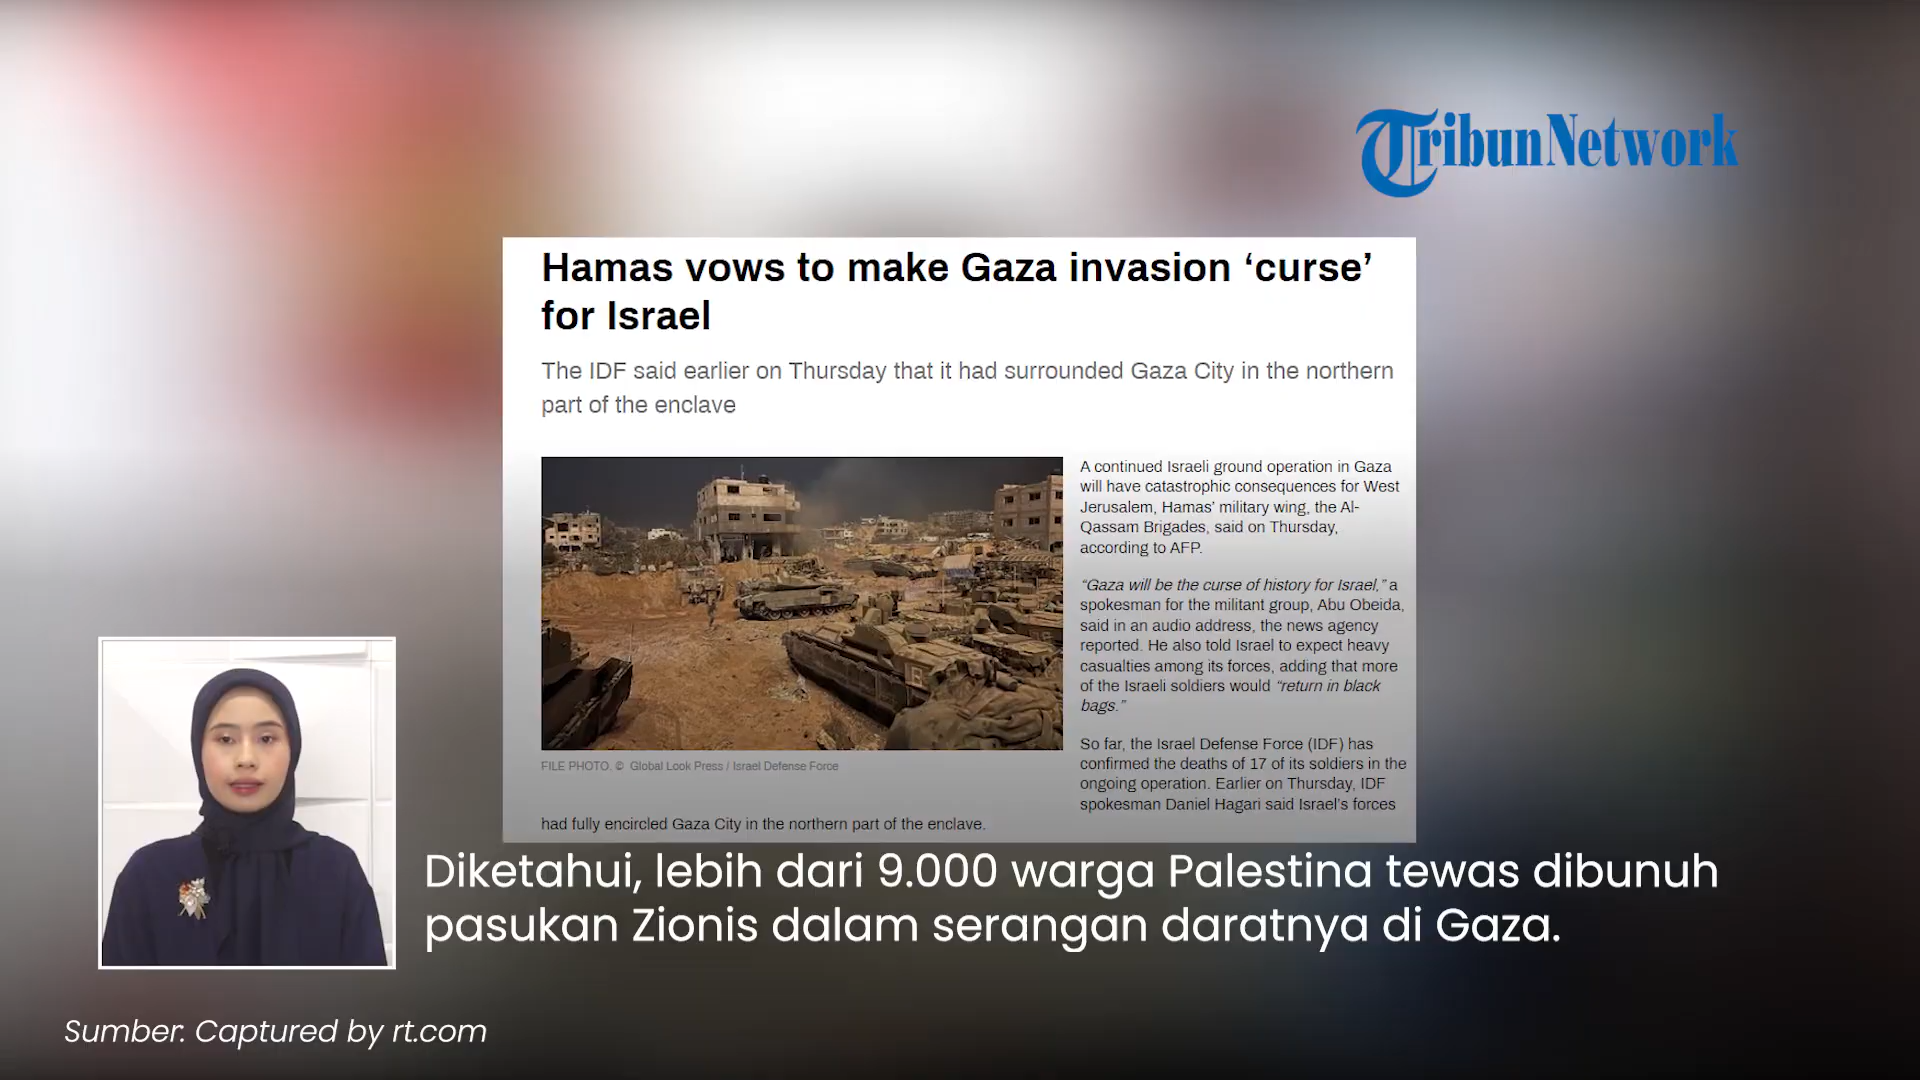 TribunNetwork
Hamas vows to make Gaza invasion ‘curse’
for Israel
The IDF said earlier on Thursday that it had surrounded Gaza City in the northern
part of the enclave
A continued Israeli ground operation in Gaza
will have catastrophic consequences for West
Jerusalem, Hamas’ military wing, the Al-
Qassam Brigades, said on Thursday,
according to AFP.
“Gaza will be the curse of history for Israel,” a
spokesman for the militant group, Abu Obeida,
said in an audio address, the news agency
reported. He also told Israel to expect heavy
casualties among its forces, adding that more
of the Israeli soldiers would “return in black
bags.”
So far, the Israel Defense Force (IDF) has
confirmed the deaths of 17 of its soldiers in the
ongoing operation. Earlier on Thursday, IDF
spokesman Daniel Hagari said Israel’s forces
had fully encircled Gaza City in the northern part of the enclave.
FILE PHOTO. © Global Look Press / Israel Defense Force
Diketahui, lebih dari 9.000 warga Palestina tewas dibunuh
pasukan Zionis dalam serangan daratnya di Gaza.
Sumber: Captured by rt.com